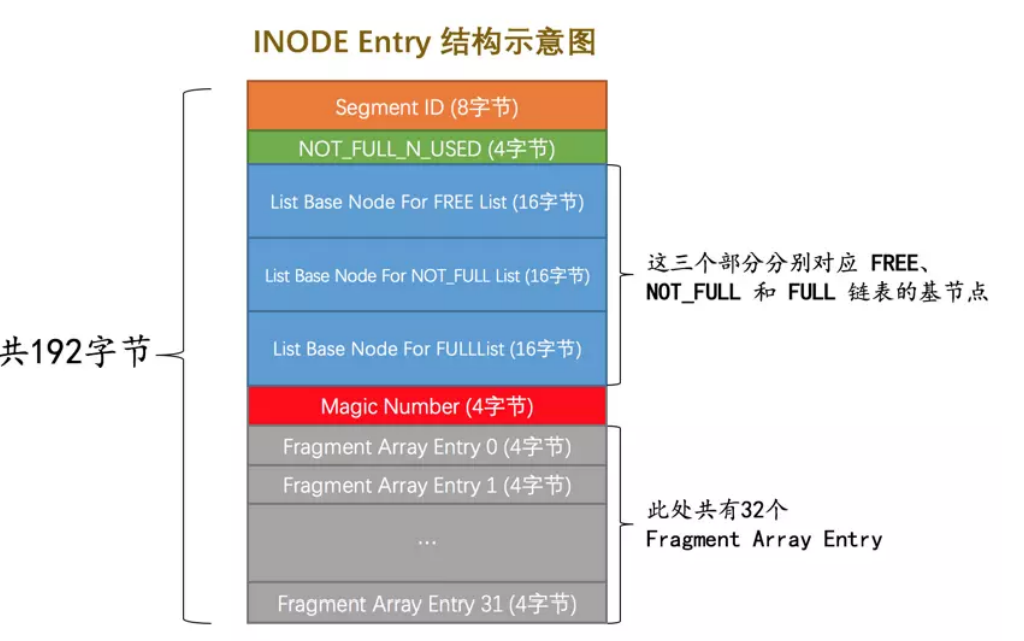 INODE Entry 结构示意图
Segment ID (8字节)
NOT_FULL_N_USED (4字节)
List Base Node For FREE List (16字节)
List Base Node For NOT_FULL List (16字节)
List Base Node For FULLList (16字节)
Magic Number (4字节)
Fragment Array Entry 0 (4字节)
Fragment Array Entry 1 (4字节)
...
Fragment Array Entry 31 (4字节)
共192字节
这三个部分分别对应 FREE、
NOT_FULL 和 FULL 链表的基节点
此处共有32个
Fragment Array Entry